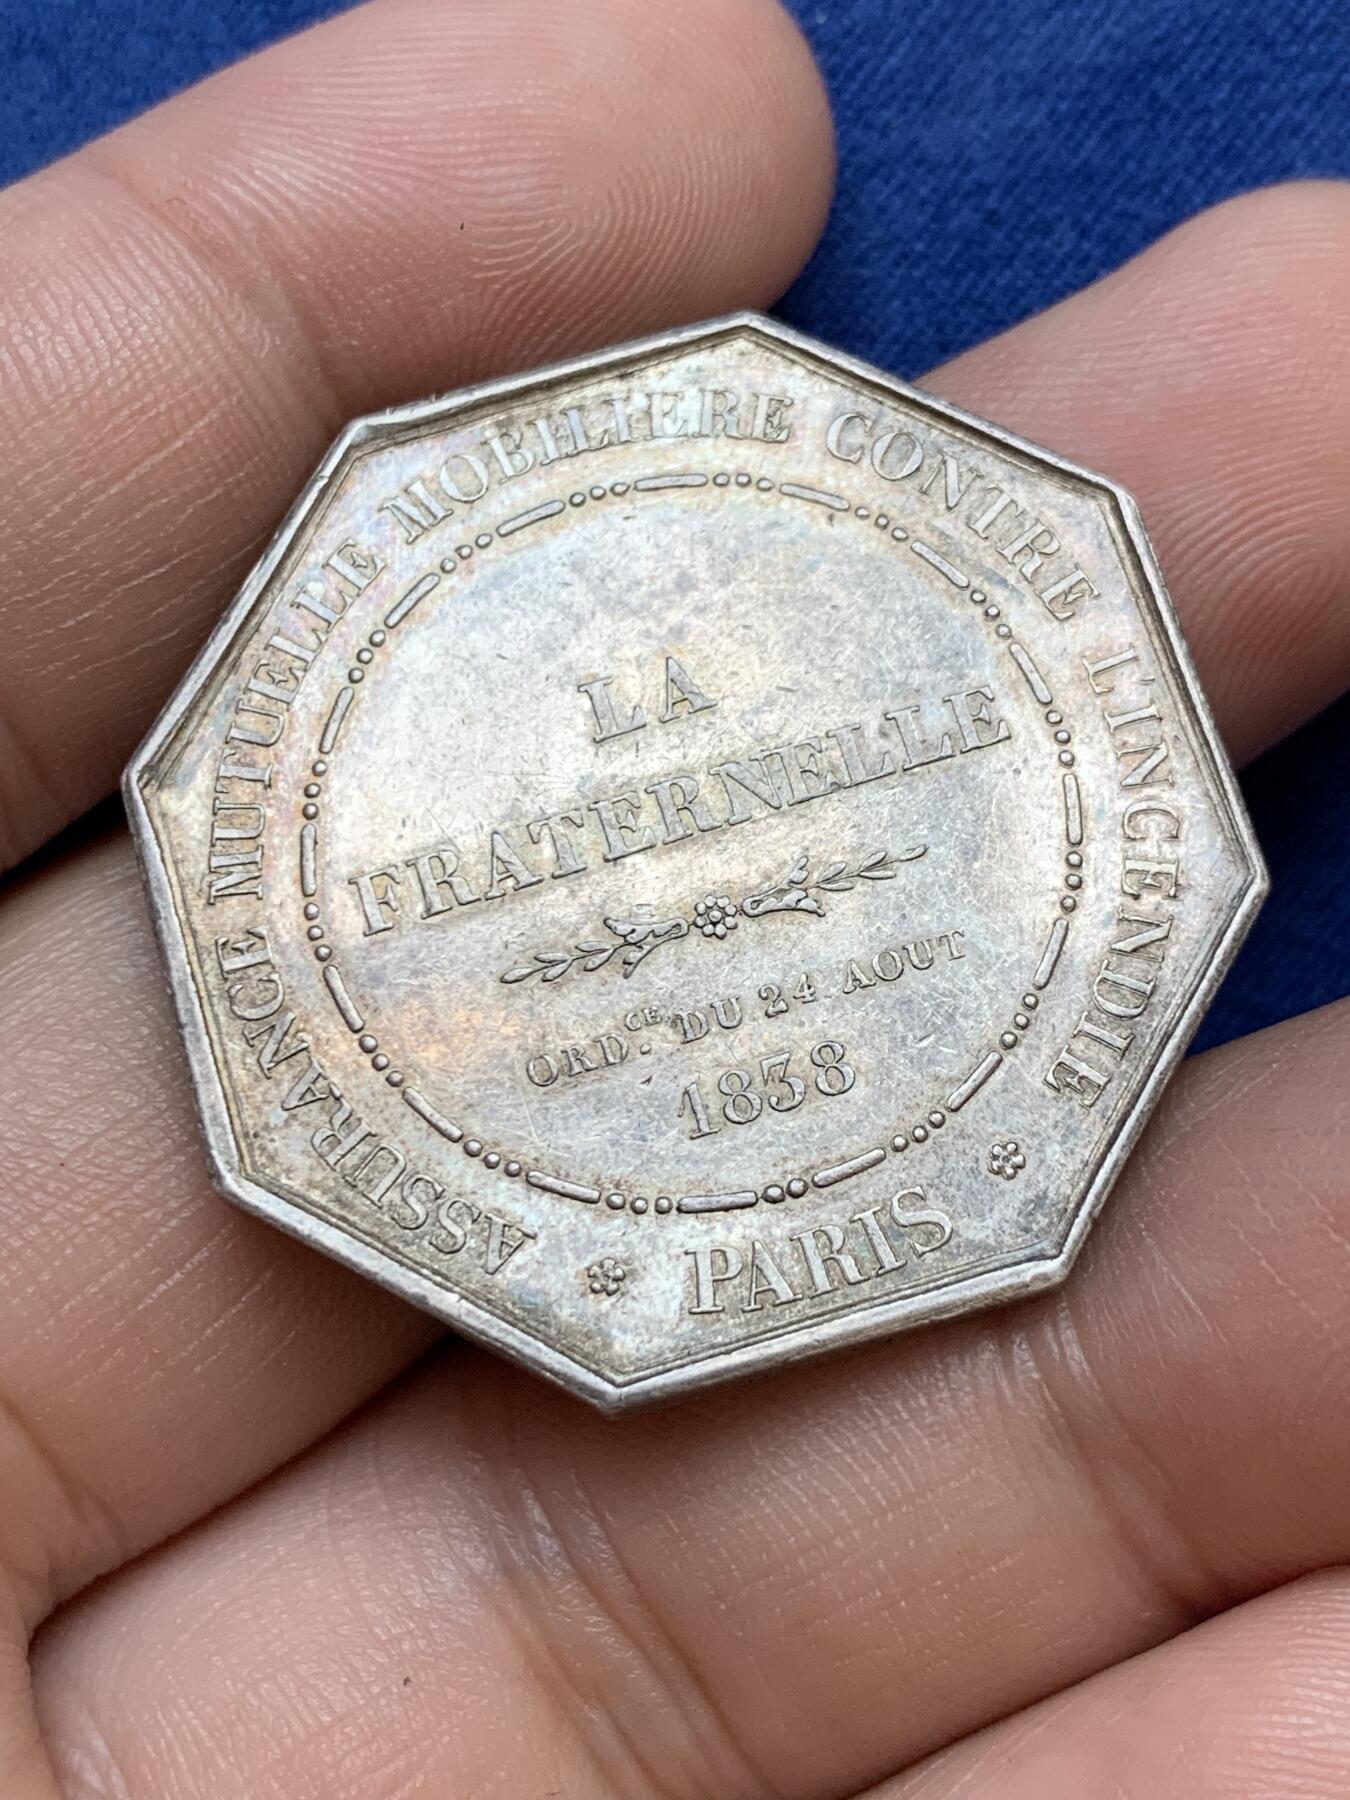 ASSURANCE MUTUELLE MOBILIERE CONTRE L'INCENDIE
LA
FRATERNELLE
ORD.CE DU 24 AOUT
1838
PARIS